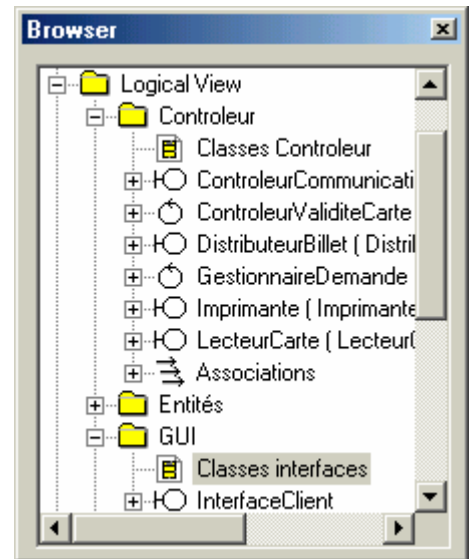 Browser
Logical View
Controleur
Classes Controleur
ControleurCommunicati
ControleurValiditeCarte
DistributeurBillet ( Distril
GestionnaireDemande
Imprimante ( Imprimante
LecteurCarte ( Lecteur(
Associations
Entités
GUI
Classes interfaces
InterfaceClient